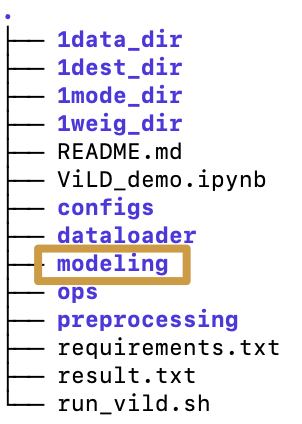 .
├── 1data_dir
├── 1dest_dir
├── 1mode_dir
├── 1weig_dir
├── README.md
├── ViLD_demo.ipynb
├── configs
├── dataloader
├── modeling
├── ops
├── preprocessing
├── requirements.txt
├── result.txt
└── run_vild.sh